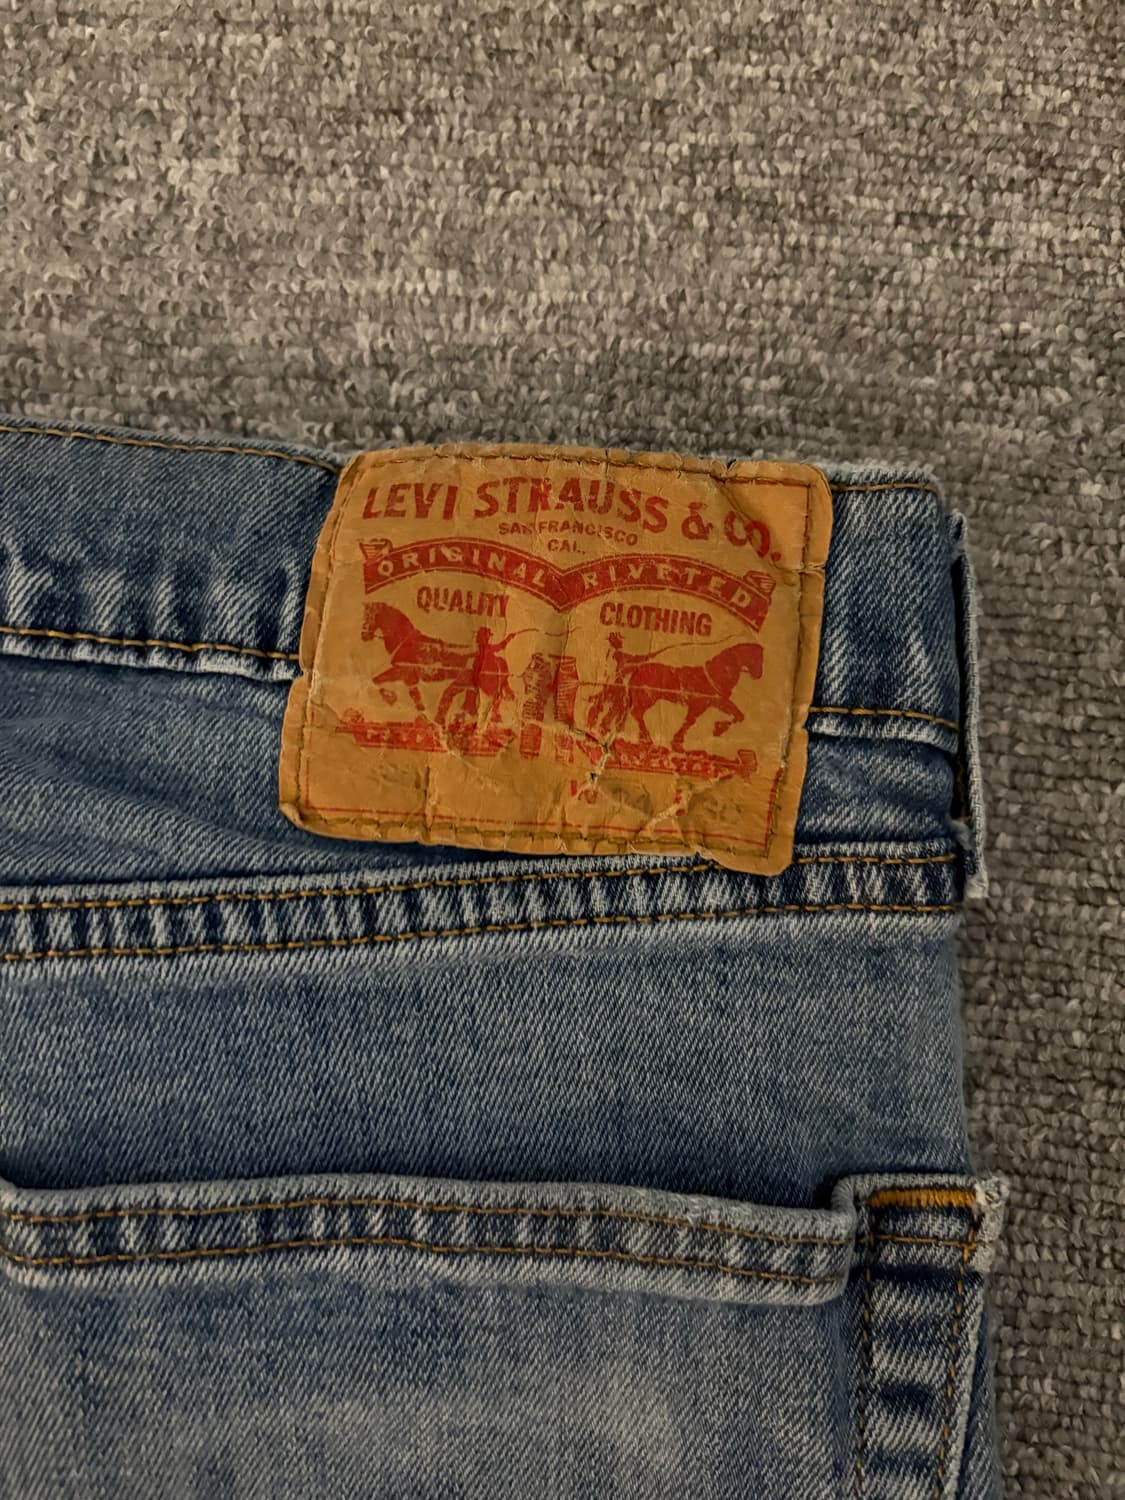 LEVI STRAUSS & CO.
SAN FRANCISCO
CAL.
ORIGINAL RIVETED
QUALITY CLOTHING
W L